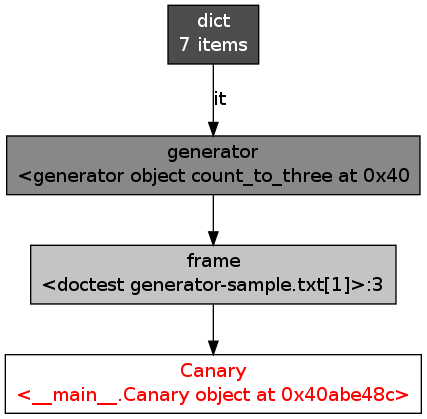 dict
7 items
it
generator
<generator object count_to_three at 0x40
frame
<doctest generator-sample.txt[1]>:3
Canary
<__main__.Canary object at 0x40abe48c>